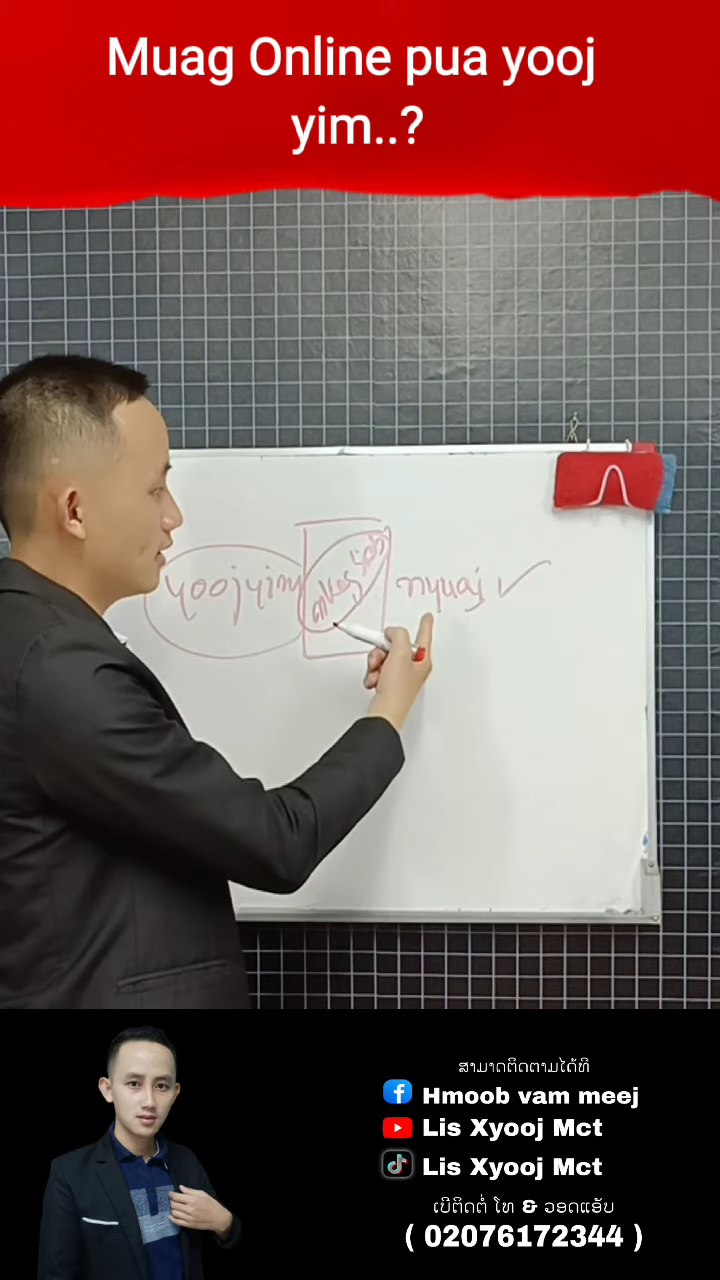 Muag Online pua yooj
yim..?
yooj yim
ສາມາດຕິດຕາມໄດ້ທີ່
Hmoob vam meej
Lis Xyooj Mct
Lis Xyooj Mct
ເບີຕິດຕໍ່ ໂທ & ວອດແອັບ
( 02076172344 )